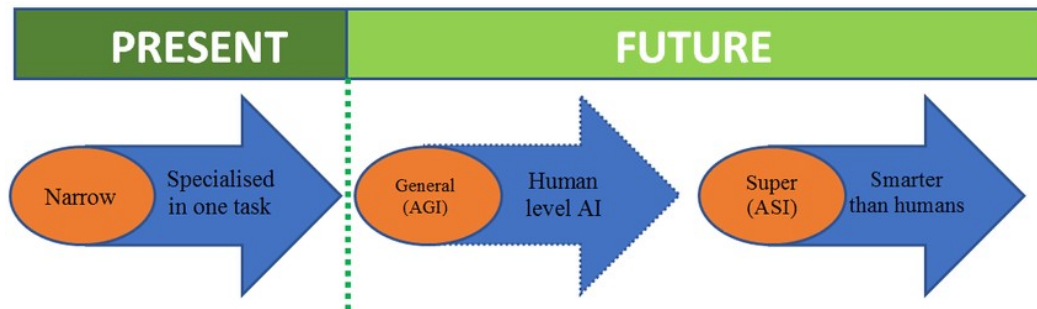 PRESENT
FUTURE
Narrow
Specialised
in one task
General
(AGI)
Human
level AI
Super
(ASI)
Smarter
than humans